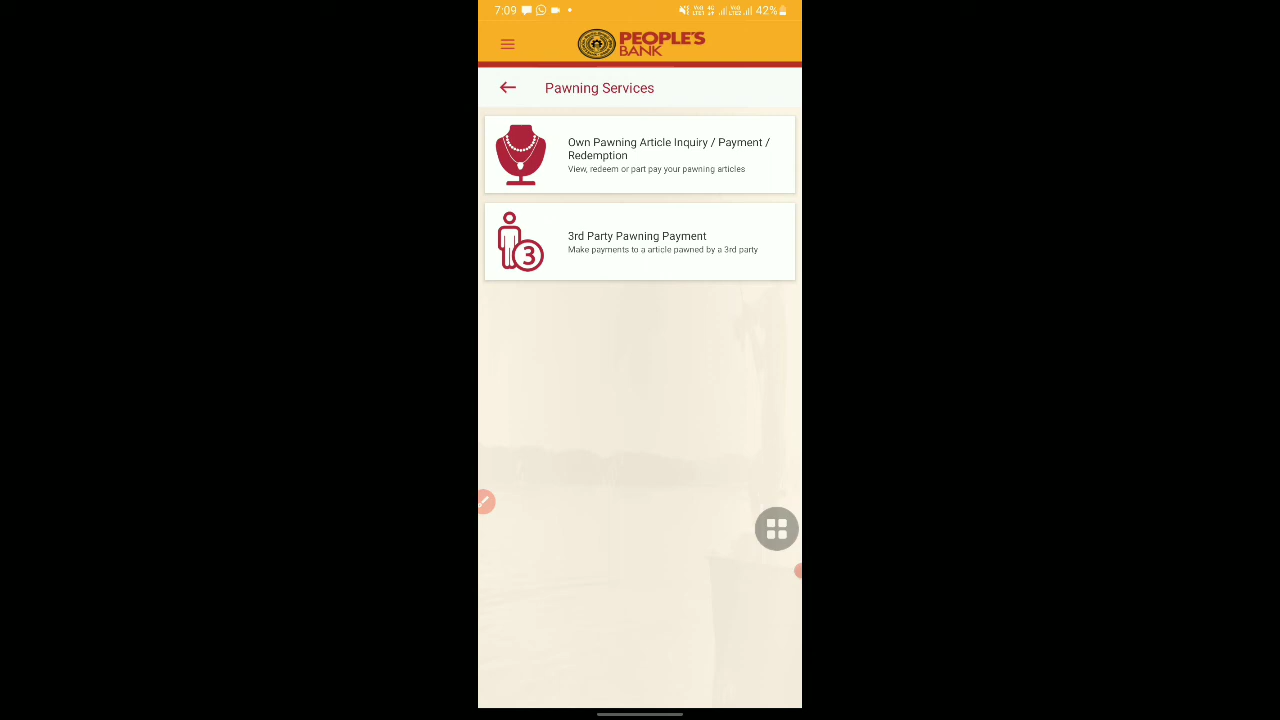 7:09
42%
PEOPLE'S
BANK
Pawning Services
Own Pawning Article Inquiry / Payment /
Redemption
View, redeem or part pay your pawning articles
3rd Party Pawning Payment
Make payments to a article pawned by a 3rd party
3